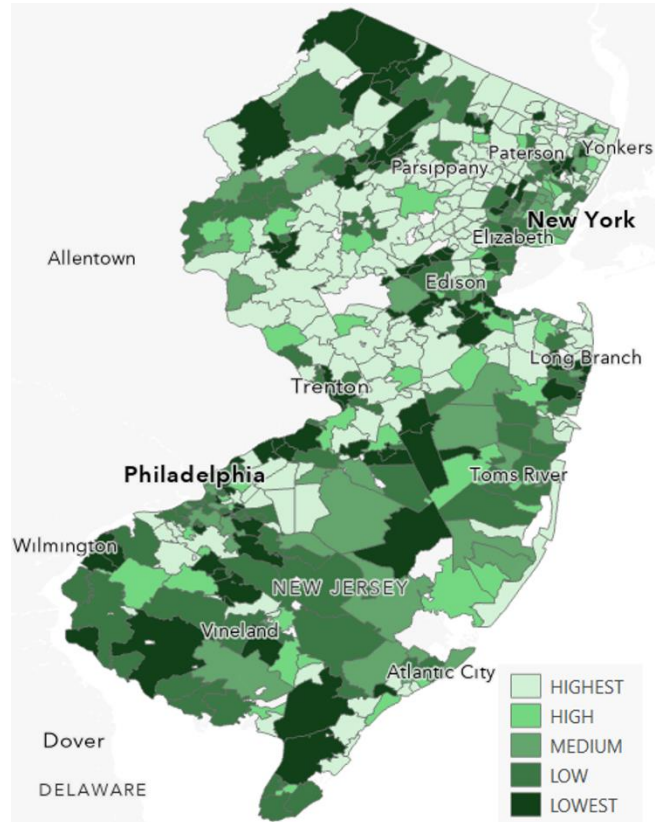 Paterson
Yonkers
Parsippany
New York
Elizabeth
Allentown
Edison
Long Branch
Trenton
Philadelphia
Toms River
Wilmington
NEW JERSEY
Vineland
Atlantic City
HIGHEST
HIGH
Dover
MEDIUM
LOW
DELAWARE
LOWEST